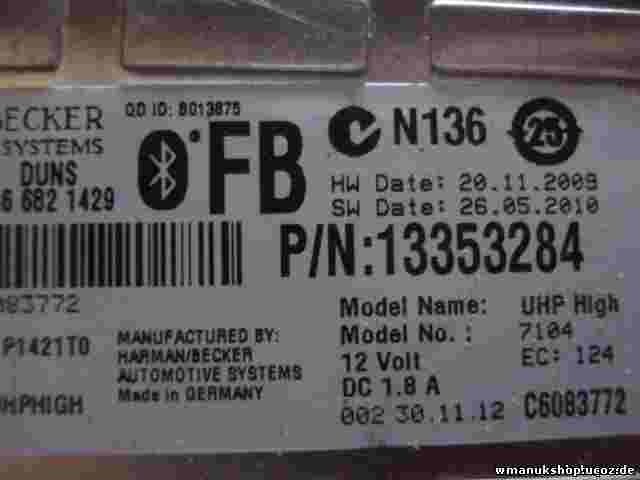 ECKER
SYSTEMS
DUNS
6 682 1429
QD ID: B013875
FB
N136
25
HW Date: 20.11.2009
SW Date: 26.05.2010
P/N:13353284
083772
P1421T0
HPHIGH
MANUFACTURED BY:
HARMAN/BECKER
AUTOMOTIVE SYSTEMS
Made in GERMANY
Model Name: UHP High
Model No.: 7104
12 Volt EC: 124
DC 1.8 A
002 30.11.12 C6083772
wmanukshop.ucoz.de